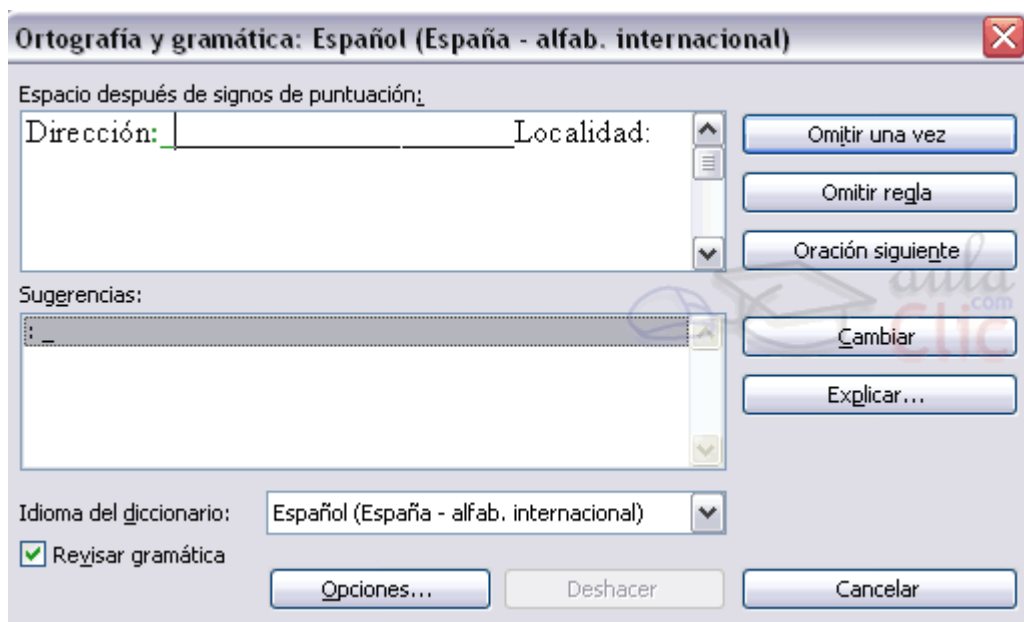 Ortografía y gramática: Español (España - alfab. internacional)
Espacio después de signos de puntuación:
Dirección:_______________________Localidad:
Omitir una vez
Omitir regla
Oración siguiente
Sugerencias:
: _
Cambiar
Explicar...
aula
Clic
.com
Idioma del diccionario: Español (España - alfab. internacional)
Revisar gramática
Opciones... Deshacer Cancelar